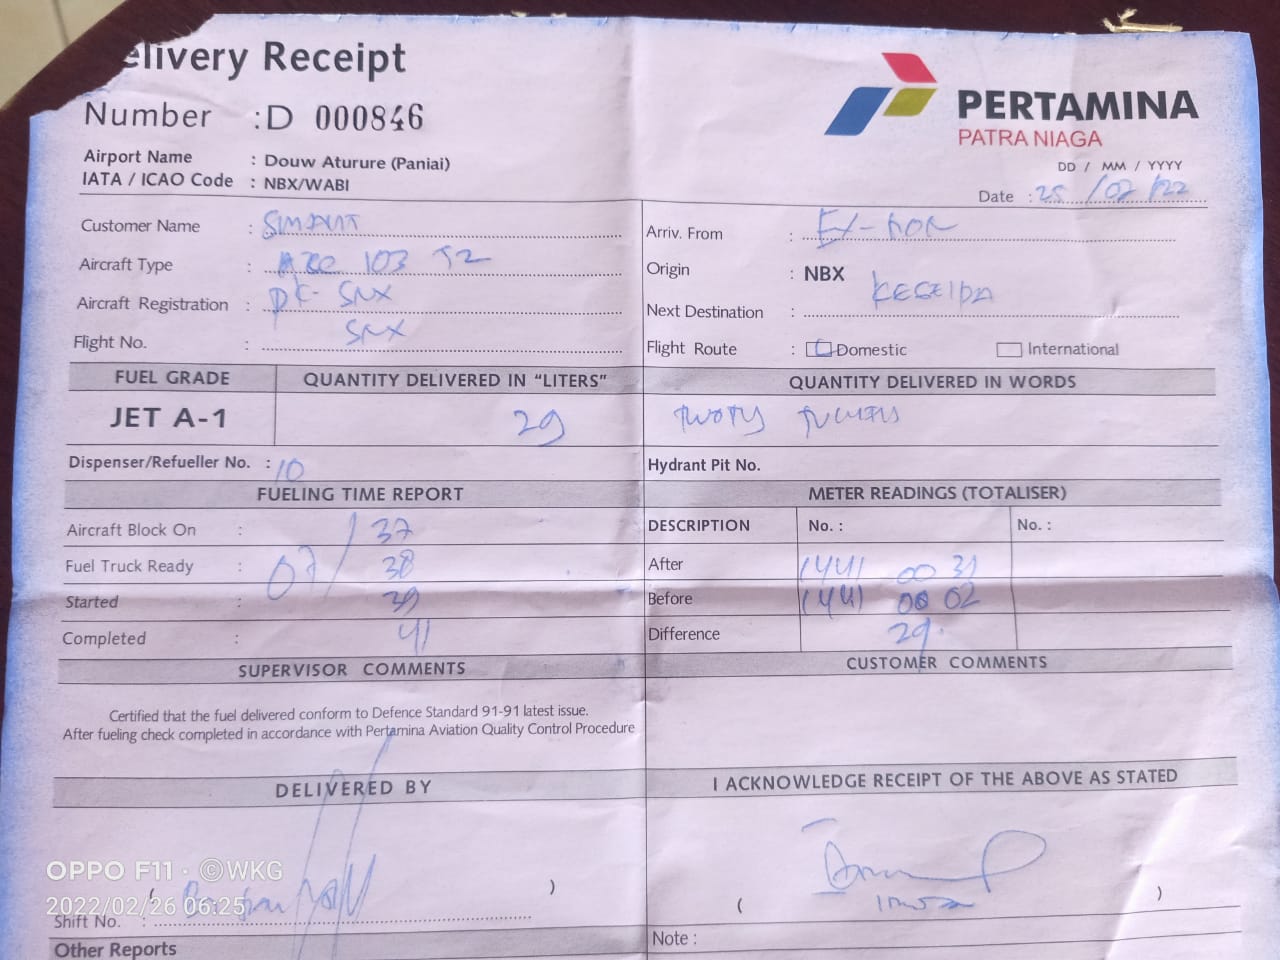 elivery Receipt
Number :D 000846
PERTAMINA
PATRA NIAGA
Airport Name : Douw Aturure (Paniai)
IATA / ICAO Code : NBX/WABI
DD / MM / YYYY
Date : 25 / 02 / 22
Customer Name :
Aircraft Type :
Aircraft Registration : PK- SNX
Flight No. : SNX
Arriv. From :
Origin : NBX
Next Destination :
Flight Route : Domestic International
FUEL GRADE QUANTITY DELIVERED IN “LITERS” QUANTITY DELIVERED IN WORDS
JET A-1 29
Dispenser/Refueller No. : 10 Hydrant Pit No.
FUELING TIME REPORT METER READINGS (TOTALISER)
Aircraft Block On : 07 / 37
Fuel Truck Ready : 38
Started : 39
Completed : 41
DESCRIPTION No. : No. :
After 1441 00 31
Before 1441 00 02
Difference 29.
SUPERVISOR COMMENTS CUSTOMER COMMENTS
Certified that the fuel delivered conform to Defence Standard 91-91 latest issue.
After fueling check completed in accordance with Pertamina Aviation Quality Control Procedure
DELIVERED BY I ACKNOWLEDGE RECEIPT OF THE ABOVE AS STATED
OPPO F11 · ©WKG
2022/02/26 06:25
( ) ( )
Shift No. :
Note :
Other Reports